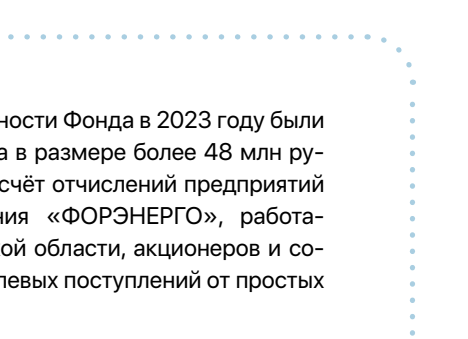 ности Фонда в 2023 году были
а в размере более 48 млн ру-
счёт отчислений предприятий
ния «ФОРЭНЕРГО», работа-
ой области, акционеров и со-
левых поступлений от простых